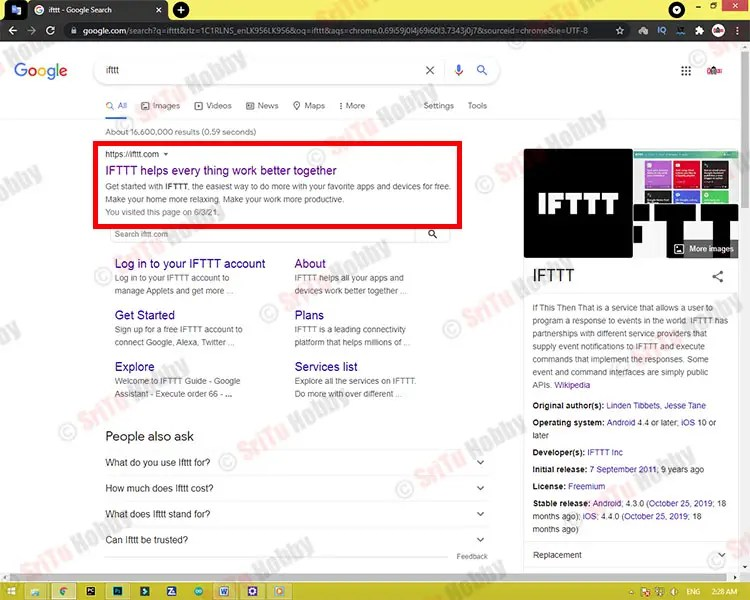 ifttt - Google Search
google.com/search?q=ifttt&rlz=1C1RLNS_enLK956LK956&oq=ifttt&aqs=chrome.0.69i59j0l4j69i60l3.7343j0j7&sourceid=chrome&ie=UTF-8
Google
ifttt
All Images Videos News Maps More Settings Tools
About 16,600,000 results (0.59 seconds)
https://ifttt.com
IFTTT helps every thing work better together
Get started with IFTTT, the easiest way to do more with your favorite apps and devices for free.
Make your home more relaxing. Make your work more productive.
You visited this page on 6/3/21.
Search ifttt.com
Log in to your IFTTT account
Log in to your IFTTT account to
manage Applets and get more ...
About
IFTTT helps all your apps and
devices work better together ...
Get Started
Sign up for a free IFTTT account to
connect Google, Alexa, Twitter ...
Plans
IFTTT is a leading connectivity
platform that helps millions of ...
Explore
Welcome to IFTTT Guide - Google
Assistant - Execute order 66 - ...
Services list
Explore all the services on IFTTT.
Do more with over different ...
People also ask
What do you use Ifttt for?
How much does Ifttt cost?
What does Ifttt stand for?
Can Ifttt be trusted?
Feedback
IFTTT
More images
IFTTT
If This Then That is a service that allows a user to
program a response to events in the world. IFTTT has
partnerships with different service providers that
supply event notifications to IFTTT and execute
commands that implement the responses. Some
event and command interfaces are simply public
APIs. Wikipedia
Original author(s): Linden Tibbets, Jesse Tane
Operating system: Android 4.4 or later; iOS 10 or
later
Developer(s): IFTTT Inc
Initial release: 7 September 2011; 9 years ago
License: Freemium
Stable release: Android, 4.3.0 (October 25, 2019; 18
months ago); iOS: 4.4.0 (October 25, 2019; 18
months ago)
Replacement
ENG 2:28 AM
© SriTu Hobby